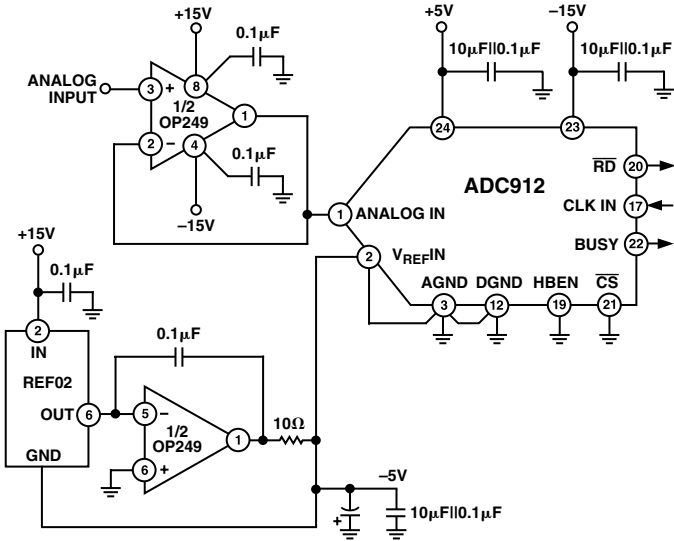 +15V
0.1µF
ANALOG
INPUT
3
+
8
1/2
OP249
1
2
–
4
0.1µF
–15V
+5V
–15V
10µF||0.1µF
10µF||0.1µF
24
23
ADC912
RD
20
CLK IN
17
BUSY
22
1
ANALOG IN
2
VREFIN
AGND
DGND
HBEN
CS
3
12
19
21
+15V
0.1µF
2
IN
REF02
OUT
6
GND
0.1µF
5
–
1/2
OP249
1
6
+
10Ω
–5V
+
10µF||0.1µF